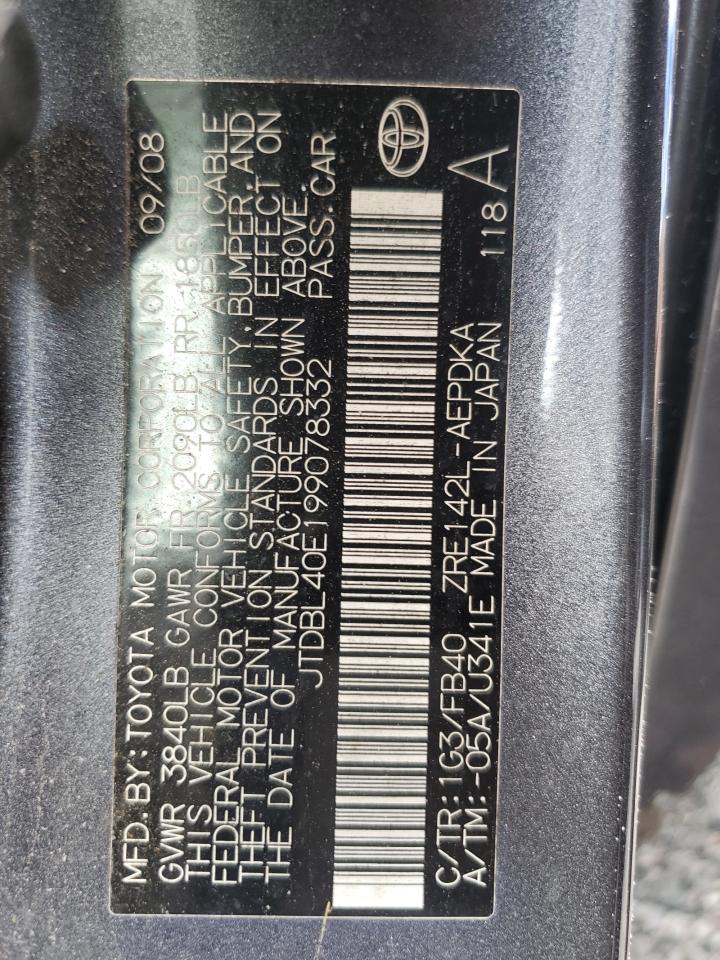 MFD.BY:TOYOTA MOTOR CORPORATION 09/08
GVWR 3840LB GAWR FR 2090LB RR 1850LB
THIS VEHICLE CONFORMS TO ALL APPLICABLE
FEDERAL MOTOR VEHICLE SAFETY,BUMPER,AND
THEFT PREVENTION STANDARDS IN EFFECT ON
THE DATE OF MANUFACTURE SHOWN ABOVE.
JTDBL40E199078332 PASS.CAR
C/TR:1G3/FB40 ZRE142L-AEPDKA
A/TM:-05A/U341E MADE IN JAPAN 118 A